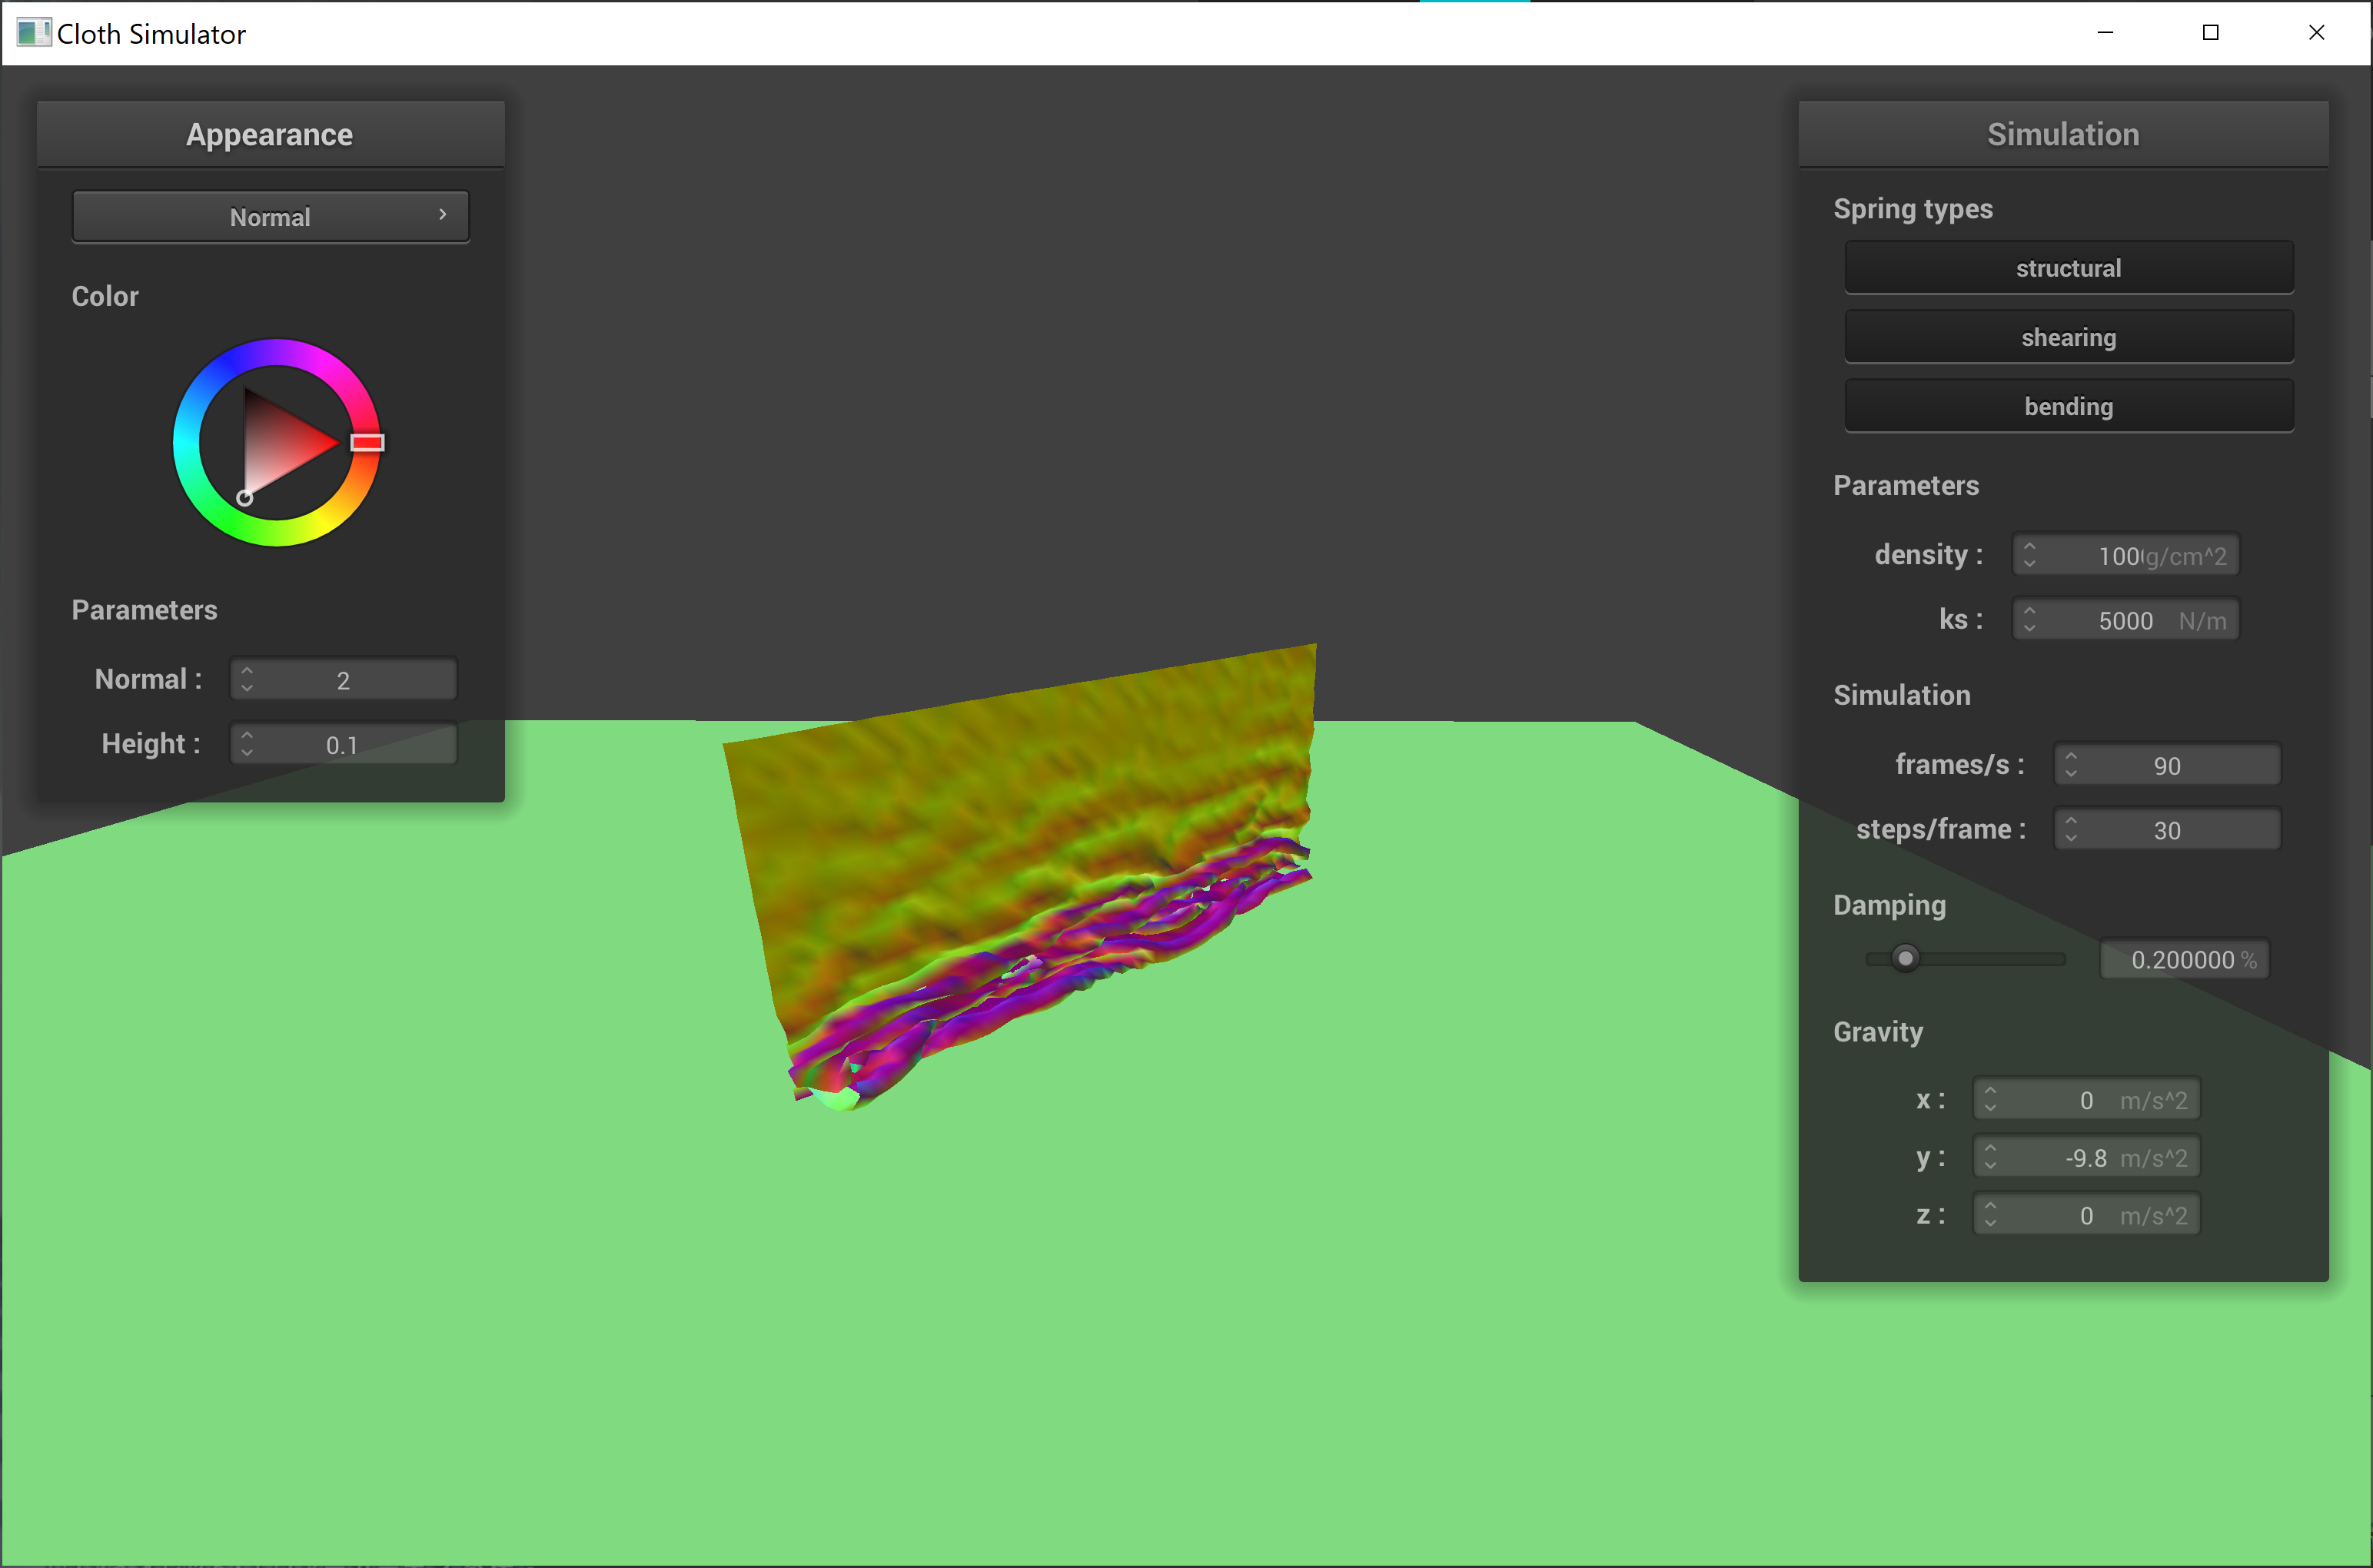 Cloth Simulator
Appearance
Normal
Color
Parameters
Normal :
2
Height :
0.1
Simulation
Spring types
structural
shearing
bending
Parameters
density :
100 g/cm^2
ks :
5000 N/m
Simulation
frames/s :
90
steps/frame :
30
Damping
0.200000 %
Gravity
x :
0 m/s^2
y :
-9.8 m/s^2
z :
0 m/s^2